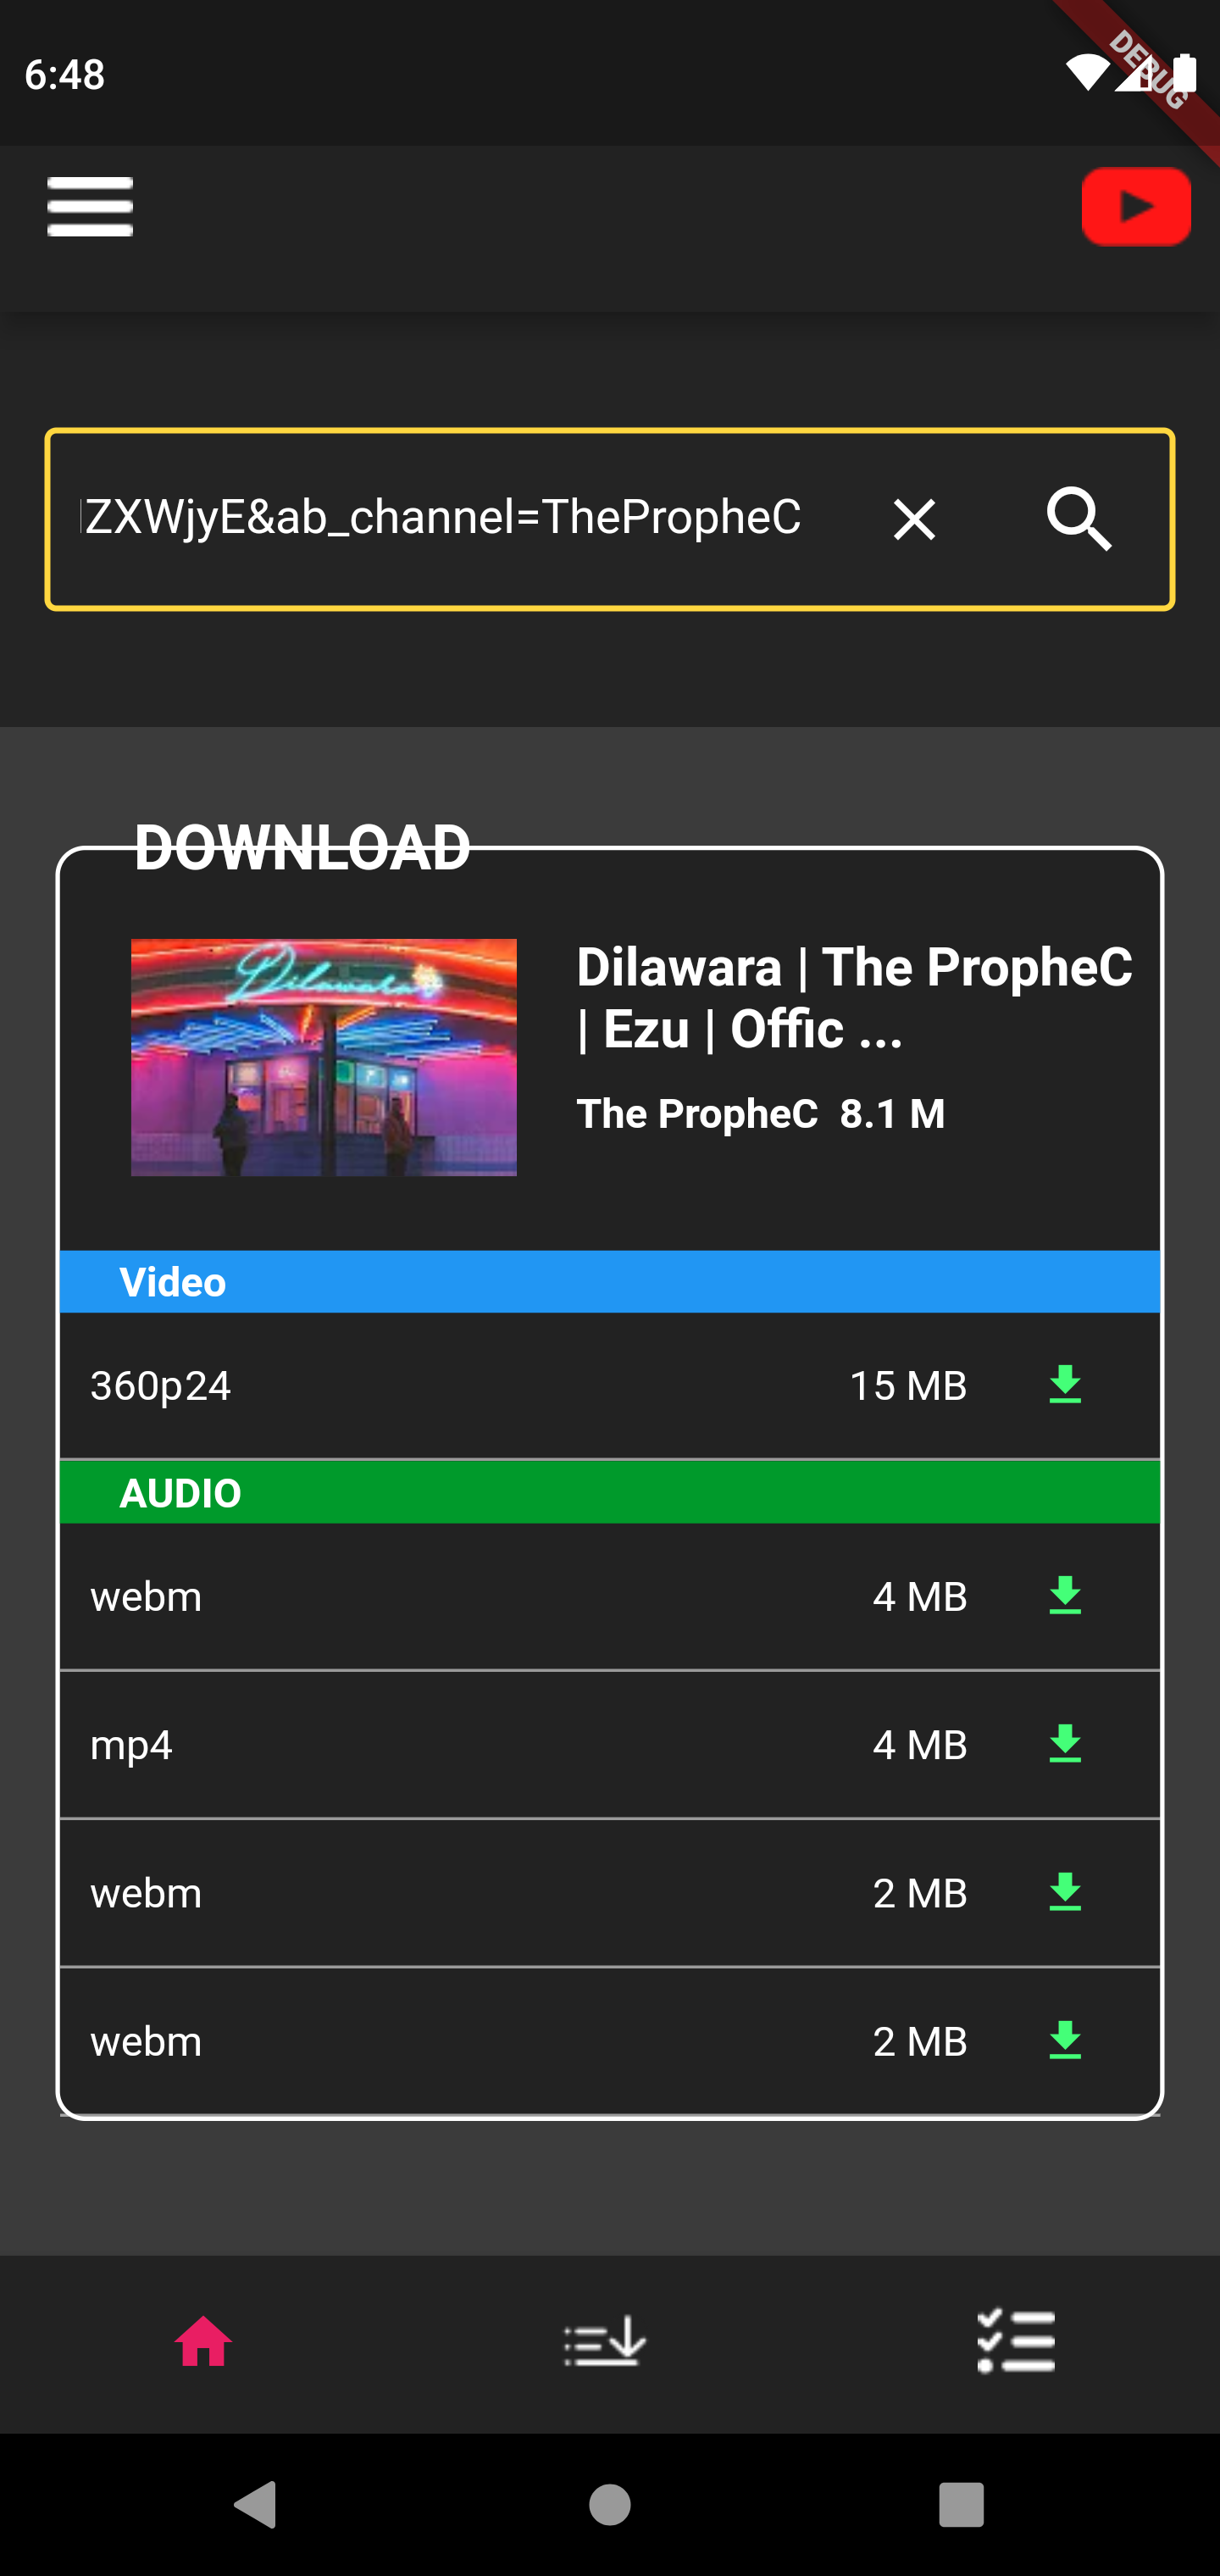 6:48
DEBUG
ZXWjyE&ab_channel=ThePropheC
DOWNLOAD
Dilawara
Dilawara | The PropheC
| Ezu | Offic ...
The PropheC 8.1 M
Video
360p24 15 MB
AUDIO
webm 4 MB
mp4 4 MB
webm 2 MB
webm 2 MB